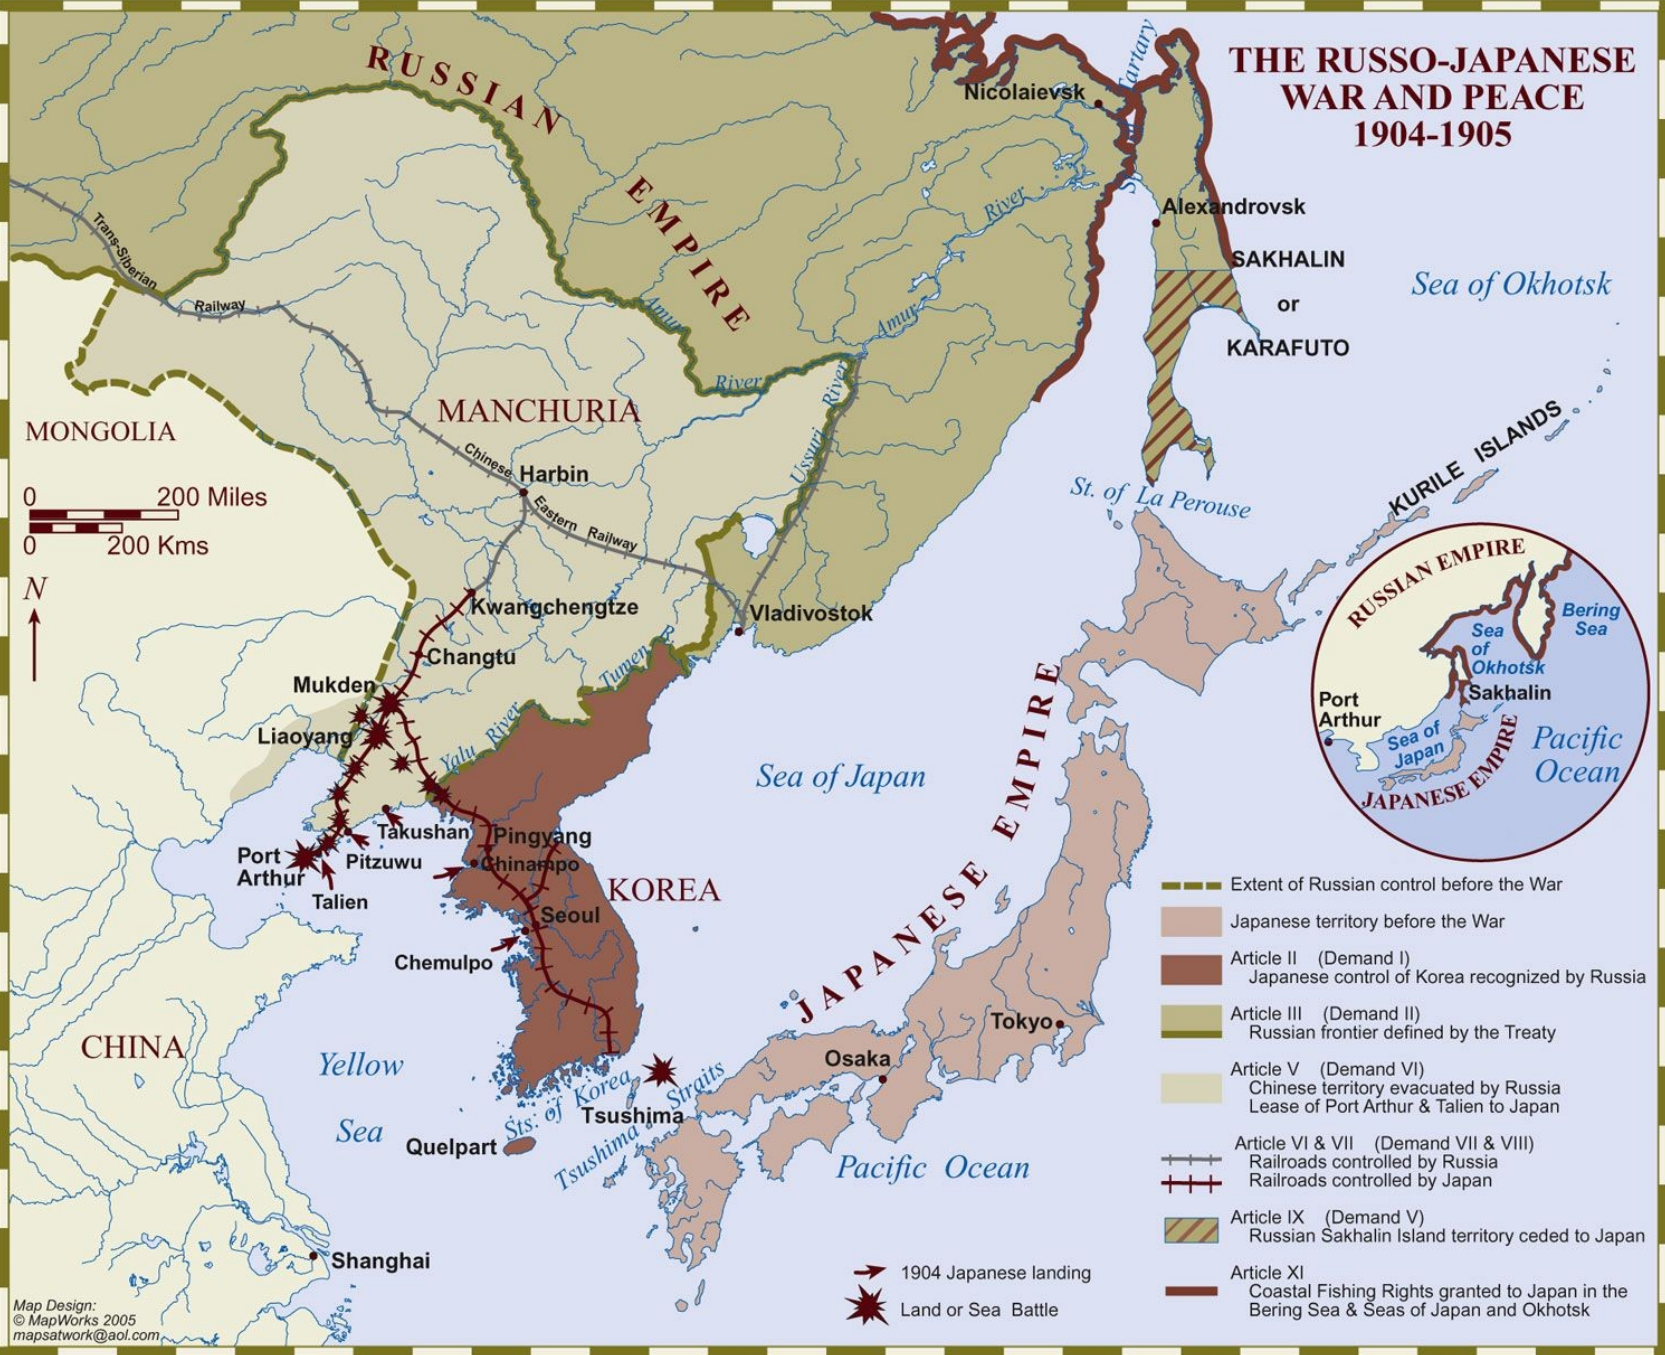 THE RUSSO-JAPANESE
WAR AND PEACE
1904-1905
RUSSIAN
EMPIRE
Nicolaievsk
Tartary
Alexandrovsk
SAKHALIN
or
KARAFUTO
Sea of Okhotsk
Trans-Siberian
Railway
Amur
River
Amur
River
Ussuri
River
MONGOLIA
MANCHURIA
Chinese
Eastern Railway
Harbin
0 200 Miles
0 200 Kms
N
Kwangchengtze
Changtu
Mukden
Liaoyang
Vladivostok
Tumen R.
Yalu River
St. of La Perouse
KURILE ISLANDS
RUSSIAN EMPIRE
Bering
Sea
Sea
of
Okhotsk
Sakhalin
Port
Arthur
Sea of
Japan
JAPANESE EMPIRE
Pacific
Ocean
Sea of Japan
JAPANESE EMPIRE
Takushan
Pitzuwu
Port
Arthur
Talien
Pingyang
Chinampo
KOREA
Seoul
Chemulpo
CHINA
Yellow
Sea
Quelpart
Sts. of Korea
Tsushima
Tsushima Straits
Tokyo
Osaka
Pacific Ocean
Shanghai
Extent of Russian control before the War
Japanese territory before the War
Article II (Demand I)
Japanese control of Korea recognized by Russia
Article III (Demand II)
Russian frontier defined by the Treaty
Article V (Demand VI)
Chinese territory evacuated by Russia
Lease of Port Arthur & Talien to Japan
Article VI & VII (Demand VII & VIII)
Railroads controlled by Russia
Railroads controlled by Japan
Article IX (Demand V)
Russian Sakhalin Island territory ceded to Japan
Article XI
Coastal Fishing Rights granted to Japan in the
Bering Sea & Seas of Japan and Okhotsk
1904 Japanese landing
Land or Sea Battle
Map Design:
© MapWorks 2005
mapsatwork@aol.com